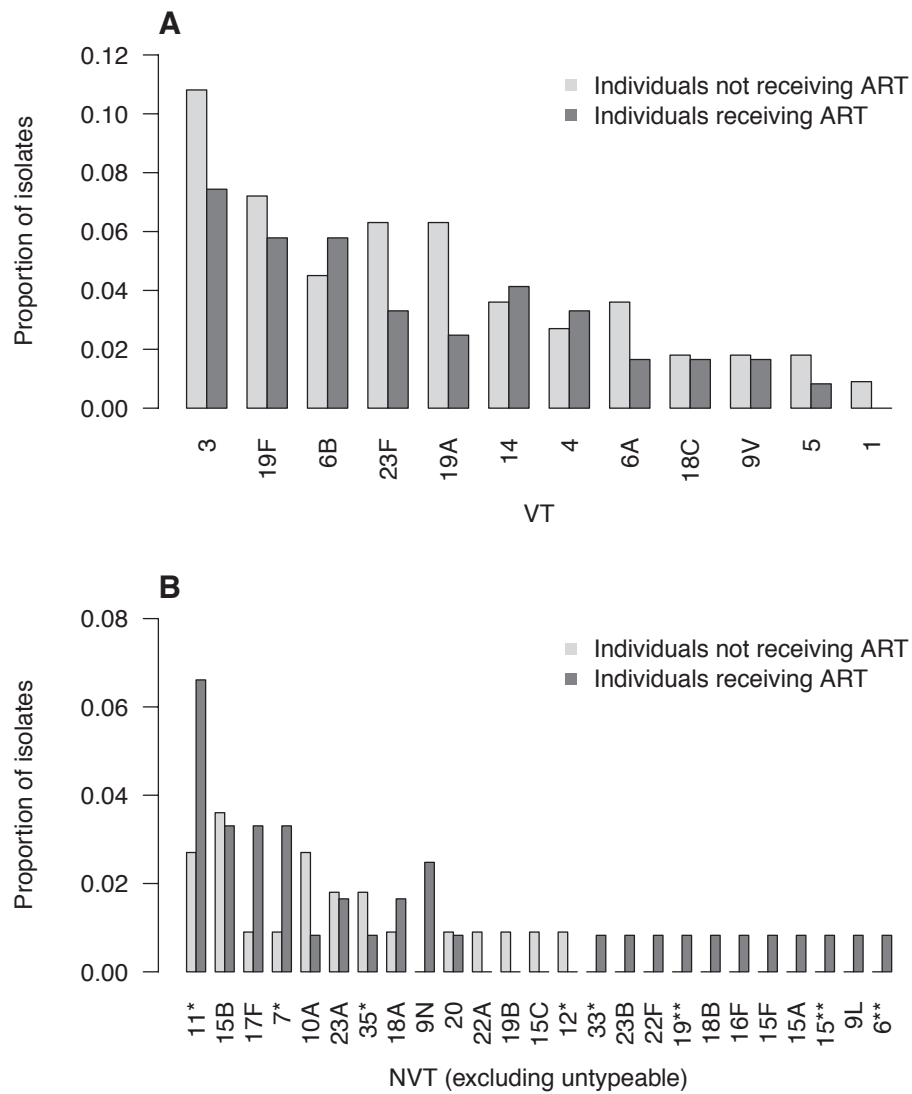 A
0.12
0.10
0.08
0.06
0.04
0.02
0.00
Proportion of isolates
Individuals not receiving ART
Individuals receiving ART
3 19F 6B 23F 19A 14 4 6A 18C 9V 5 1
VT
B
0.08
0.06
0.04
0.02
0.00
Proportion of isolates
Individuals not receiving ART
Individuals receiving ART
11* 15B 17F 7* 10A 23A 35* 18A 9N 20 22A 19B 15C 12* 33* 23B 22F 19** 18B 16F 15F 15A 15** 9L 6**
NVT (excluding untypeable)